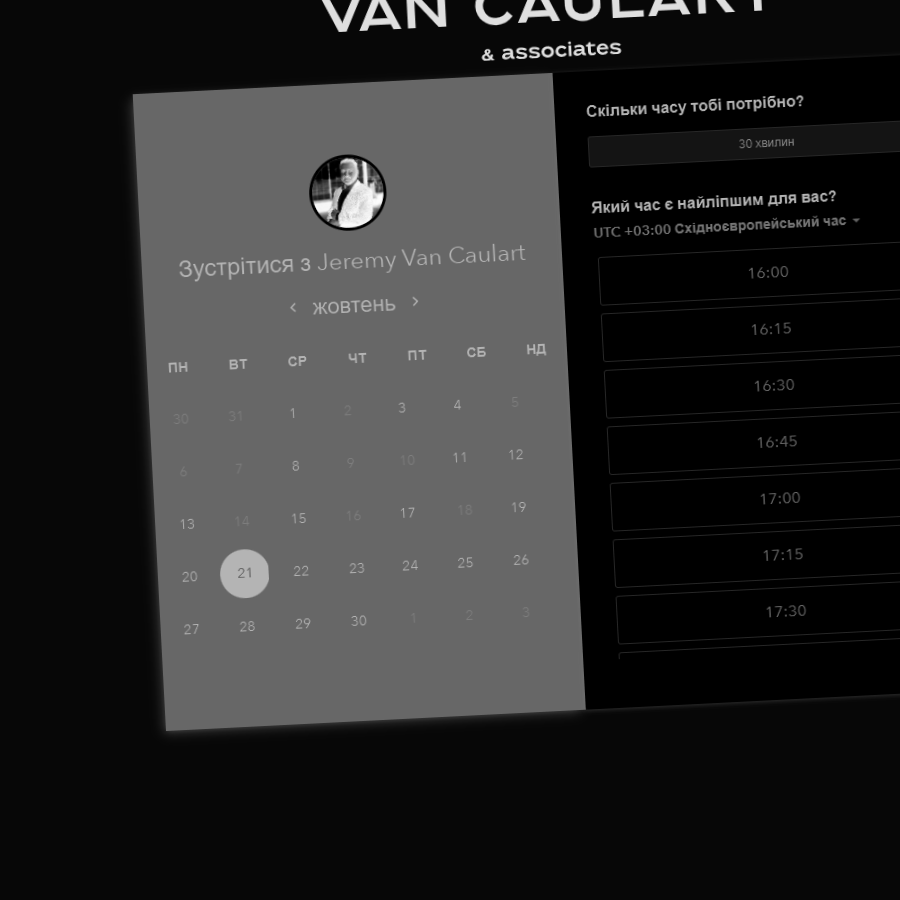 VAN CAULART
& associates
Зустрітися з Jeremy Van Caulart
‹ жовтень ›
ПН ВТ СР ЧТ ПТ СБ НД
30 31 1 2 3 4 5
6 7 8 9 10 11 12
13 14 15 16 17 18 19
20 21 22 23 24 25 26
27 28 29 30 1 2 3
Скільки часу тобі потрібно?
30 хвилин
Який час є найліпшим для вас?
UTC +03:00 Східноєвропейський час
16:00
16:15
16:30
16:45
17:00
17:15
17:30